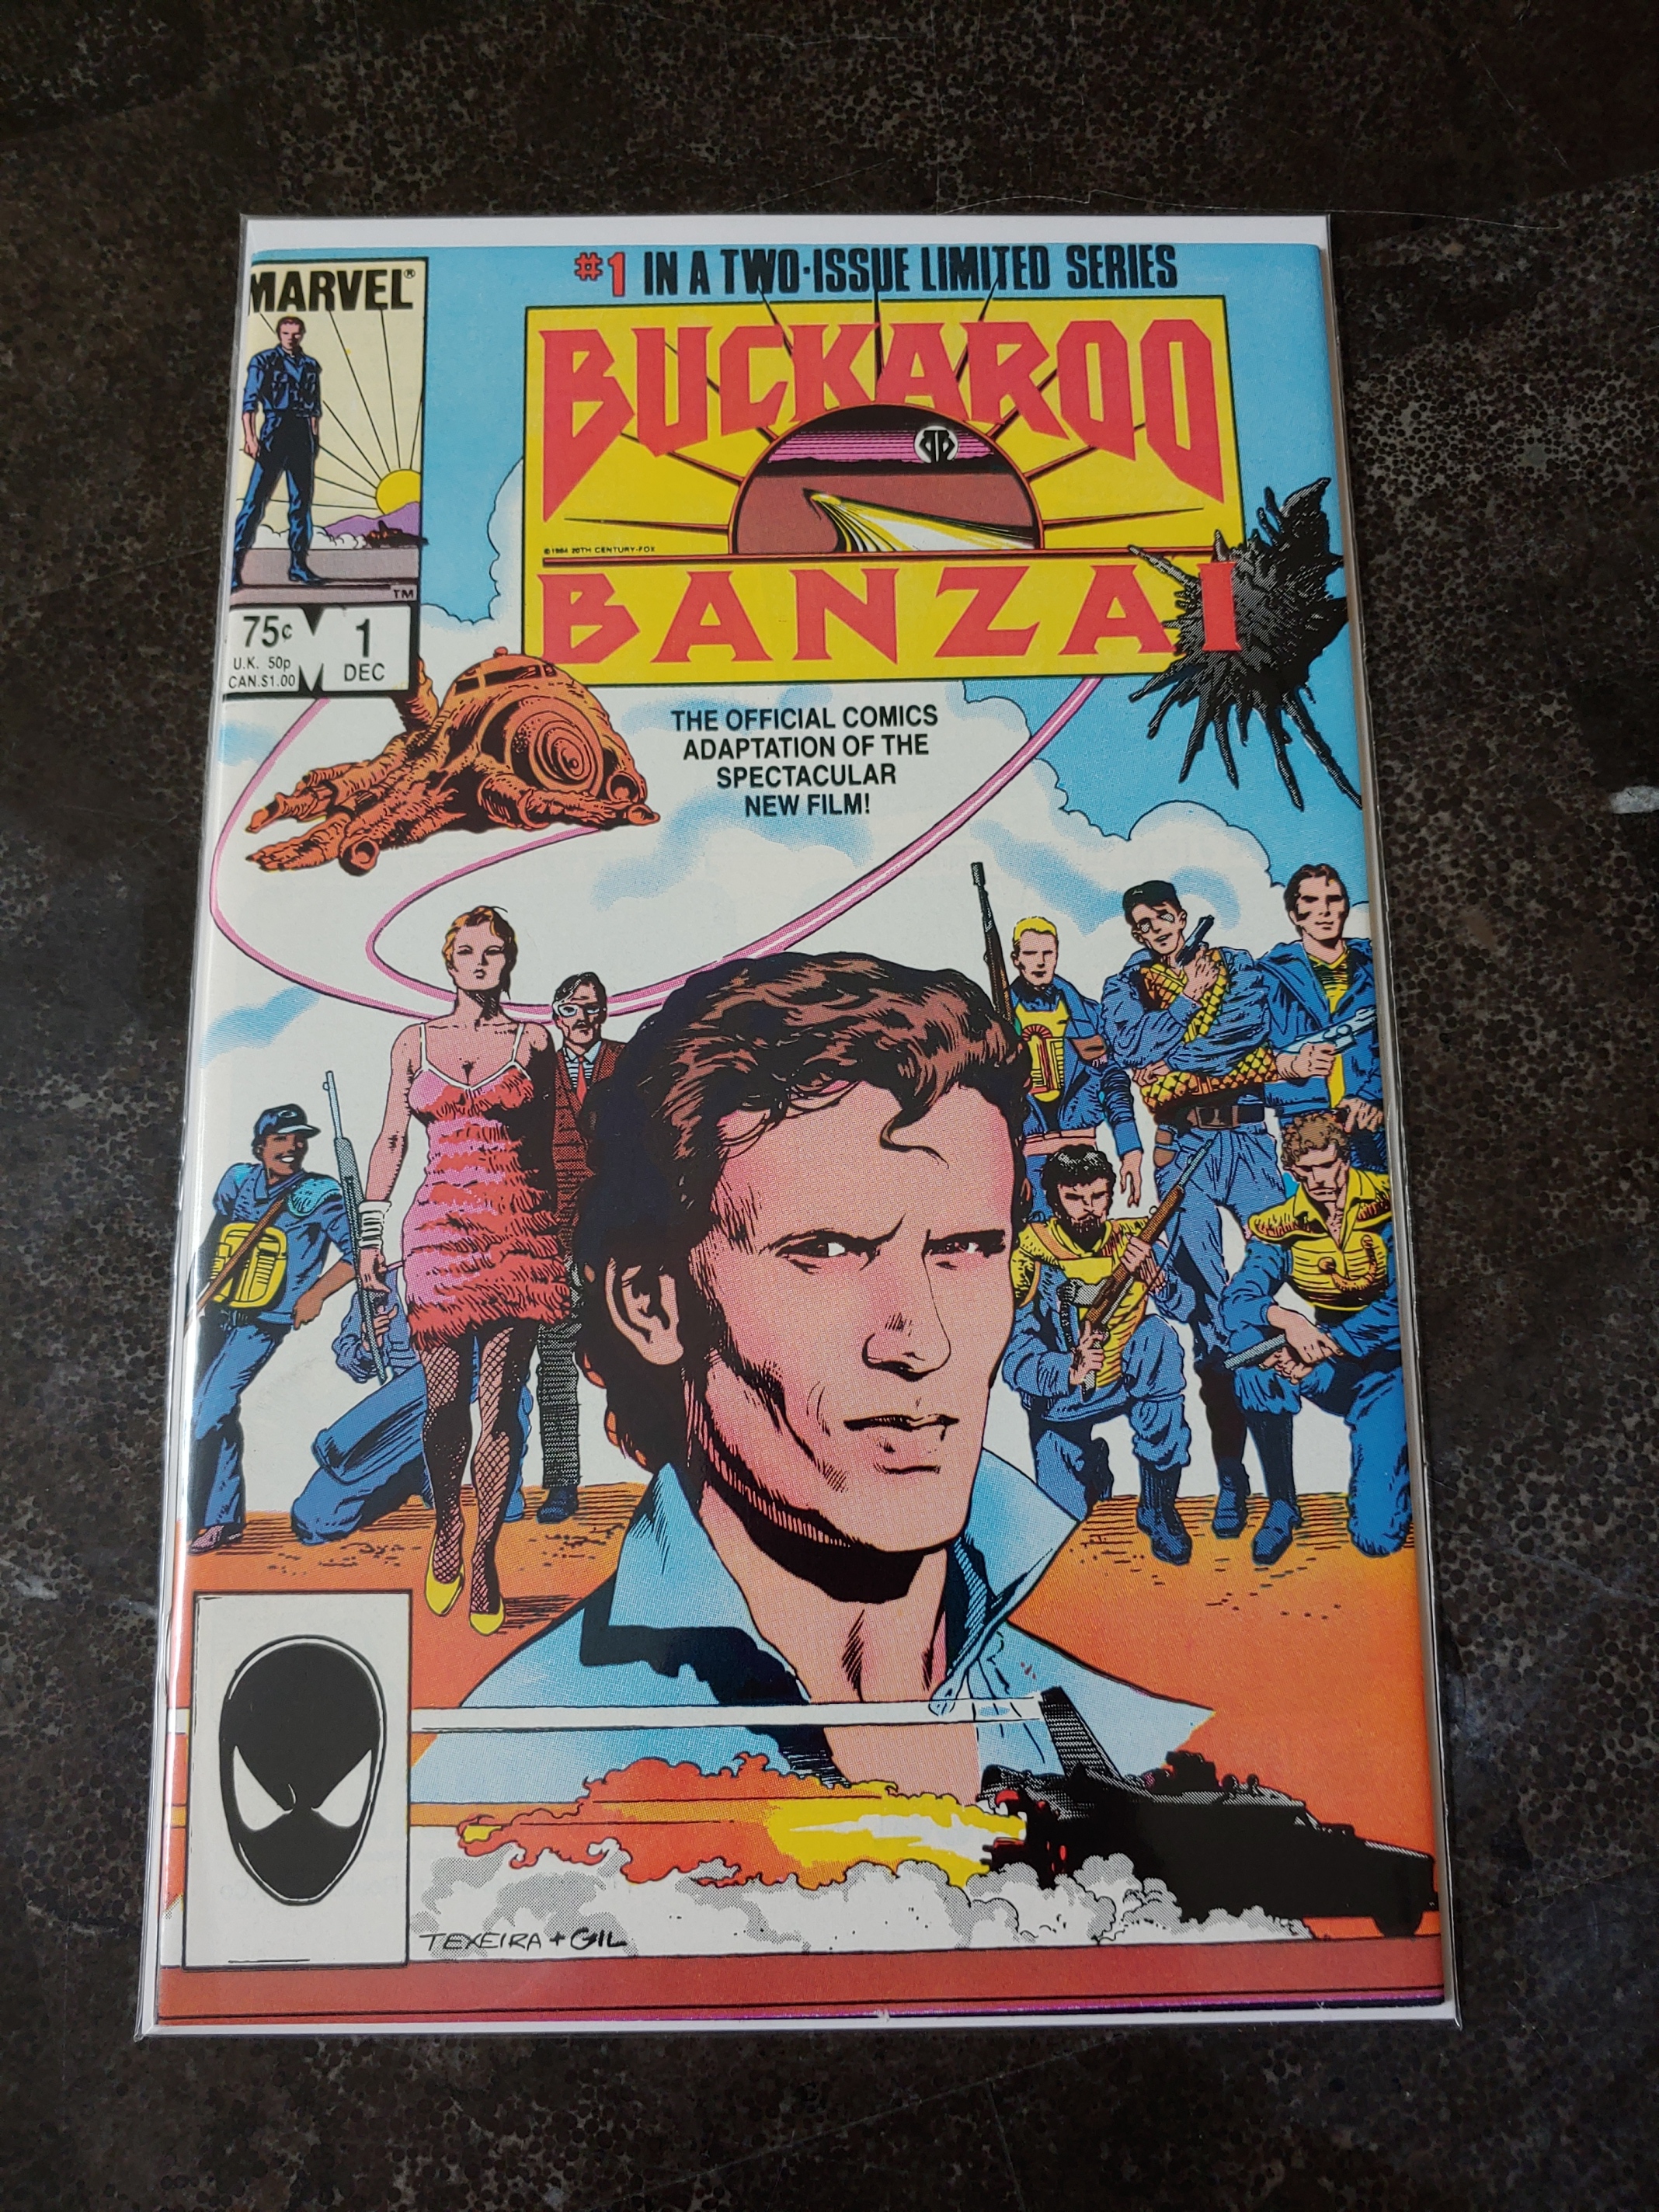 #1 IN A TWO-ISSUE LIMITED SERIES
MARVEL®
BUCKAROO
BB
©1984 20TH CENTURY-FOX
BANZAI
TM
75¢
U.K. 50p
CAN.$1.00
M
1
DEC
THE OFFICIAL COMICS
ADAPTATION OF THE
SPECTACULAR
NEW FILM!
TEXEIRA + GIL